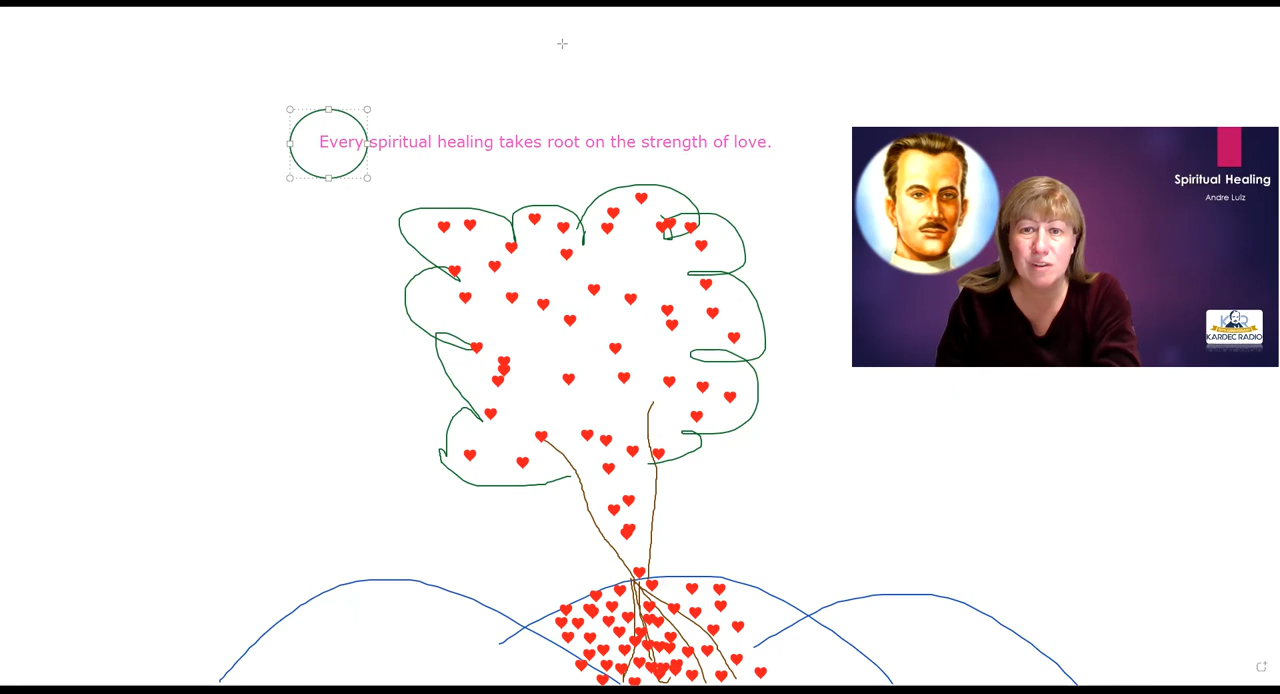 Every spiritual healing takes root on the strength of love.
Spiritual Healing
Andre Luiz
KARDEC RADIO